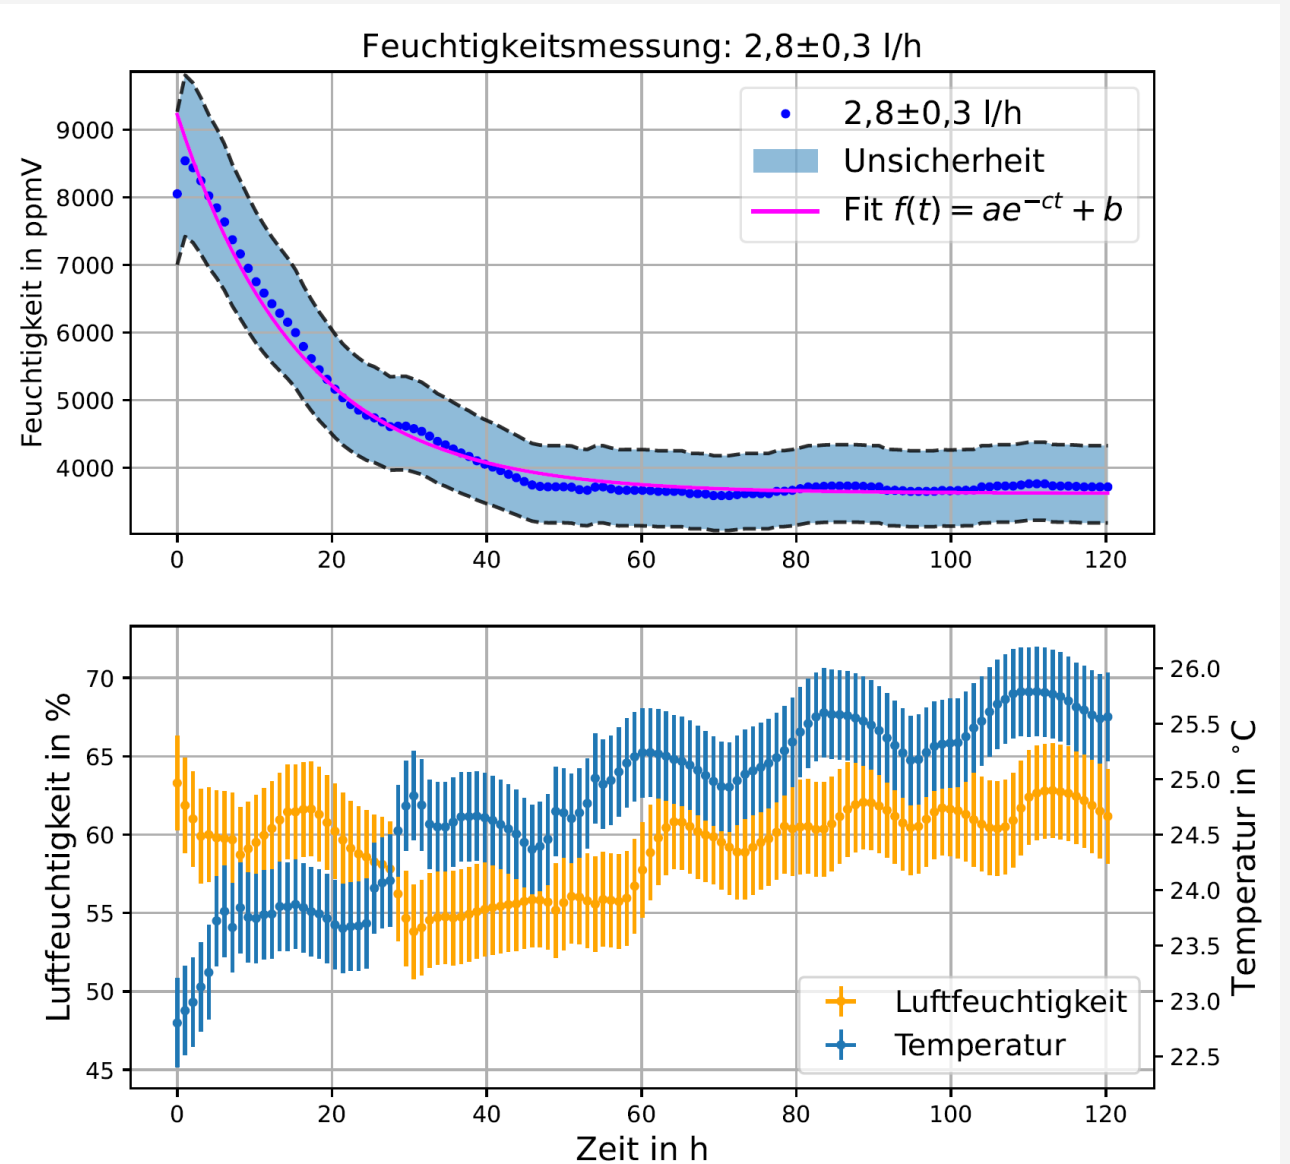 Feuchtigkeitsmessung: 2,8±0,3 l/h
Feuchtigkeit in ppmV
9000
8000
7000
6000
5000
4000
2,8±0,3 l/h
Unsicherheit
Fit f(t) = ae^{-ct} + b
0 20 40 60 80 100 120
Luftfeuchtigkeit in %
70
65
60
55
50
45
Luftfeuchtigkeit
Temperatur
26.0
25.5
25.0
24.5
24.0
23.5
23.0
22.5
Temperatur in °C
0 20 40 60 80 100 120
Zeit in h